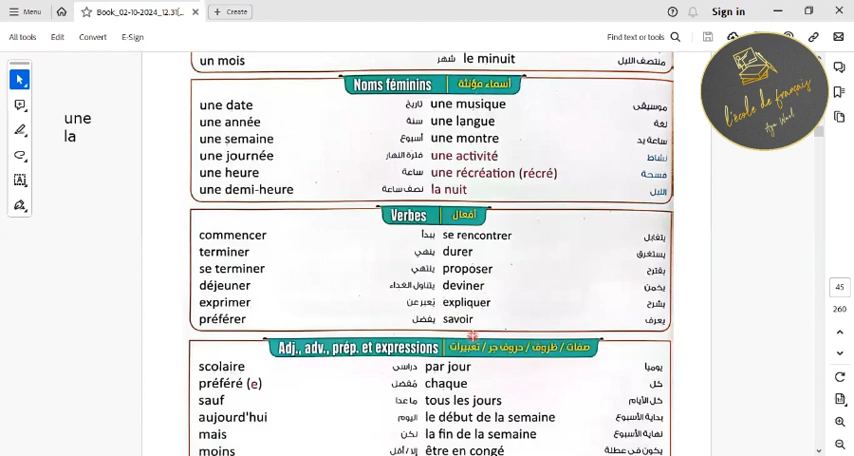 Menu
Book_02-10-2024_12.31(...
Create
Sign in
All tools Edit Convert E-Sign
Find text or tools
une
la
l'école de français
Aya Wael
un mois شهر le minuit منتصف الليل
Noms féminins أسماء مؤنثة
une date تاريخ une musique موسيقى
une année سنة une langue لغة
une semaine أسبوع une montre ساعة يد
une journée فترة النهار une activité نشاط
une heure ساعة une récréation (récré) فسحة
une demi-heure نصف ساعة la nuit الليل
Verbes أفعال
commencer يبدأ se rencontrer يتقابل
terminer ينهي durer يستغرق
se terminer ينتهي proposer يقترح
déjeuner يتناول الغداء deviner يخمن
exprimer يُعبر عن expliquer يشرح
préférer يفضل savoir يعرف
Adj., adv., prép. et expressions صفات / ظروف / حروف جر / تعبيرات
scolaire دراسي par jour يوميا
préféré (e) مُفضل chaque كل
sauf ما عدا tous les jours كل الأيام
aujourd'hui اليوم le début de la semaine بداية الأسبوع
mais لكن la fin de la semaine نهاية الأسبوع
moins إلا / أقل être en congé يكون في عطلة
45
260